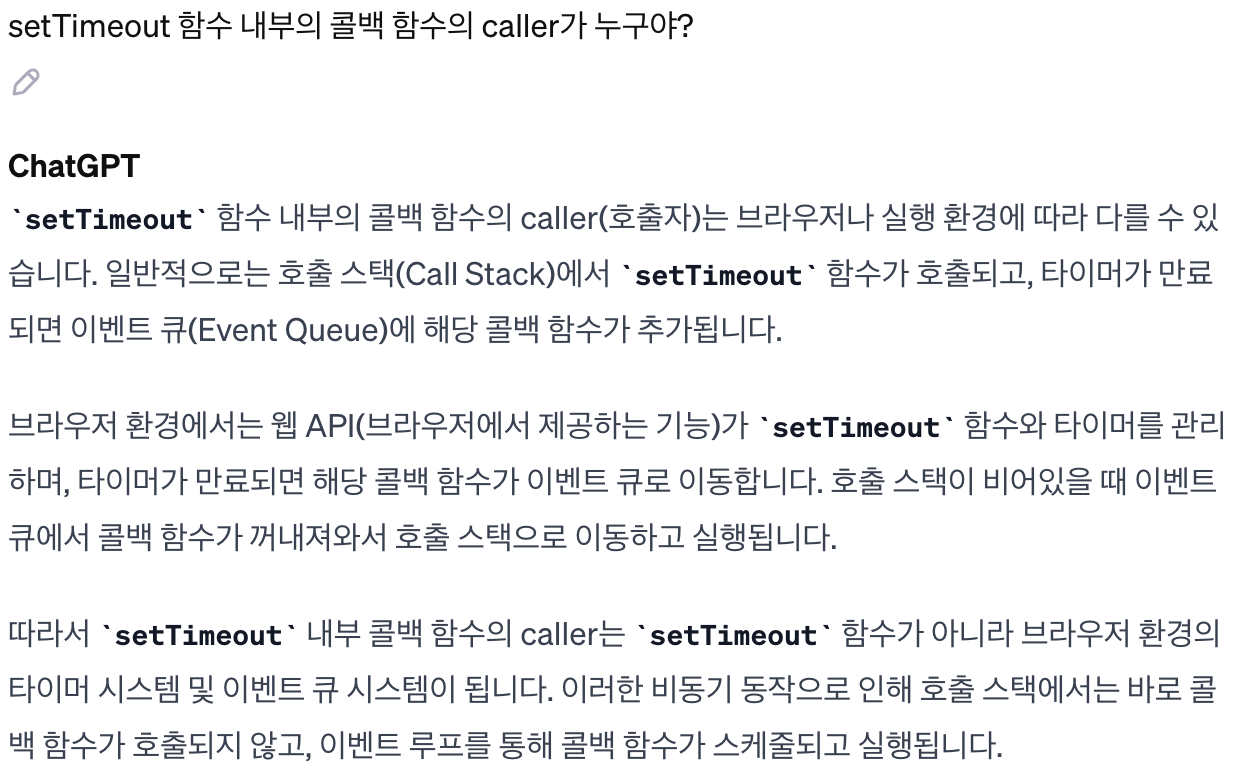 setTimeout 함수 내부의 콜백 함수의 caller가 누구야?
ChatGPT
`setTimeout` 함수 내부의 콜백 함수의 caller(호출자)는 브라우저나 실행 환경에 따라 다를 수 있
습니다. 일반적으로는 호출 스택(Call Stack)에서 `setTimeout` 함수가 호출되고, 타이머가 만료
되면 이벤트 큐(Event Queue)에 해당 콜백 함수가 추가됩니다.
브라우저 환경에서는 웹 API(브라우저에서 제공하는 기능)가 `setTimeout` 함수와 타이머를 관리
하며, 타이머가 만료되면 해당 콜백 함수가 이벤트 큐로 이동합니다. 호출 스택이 비어있을 때 이벤트
큐에서 콜백 함수가 꺼내져와서 호출 스택으로 이동하고 실행됩니다.
따라서 `setTimeout` 내부 콜백 함수의 caller는 `setTimeout` 함수가 아니라 브라우저 환경의
타이머 시스템 및 이벤트 큐 시스템이 됩니다. 이러한 비동기 동작으로 인해 호출 스택에서는 바로 콜
백 함수가 호출되지 않고, 이벤트 루프를 통해 콜백 함수가 스케줄되고 실행됩니다.